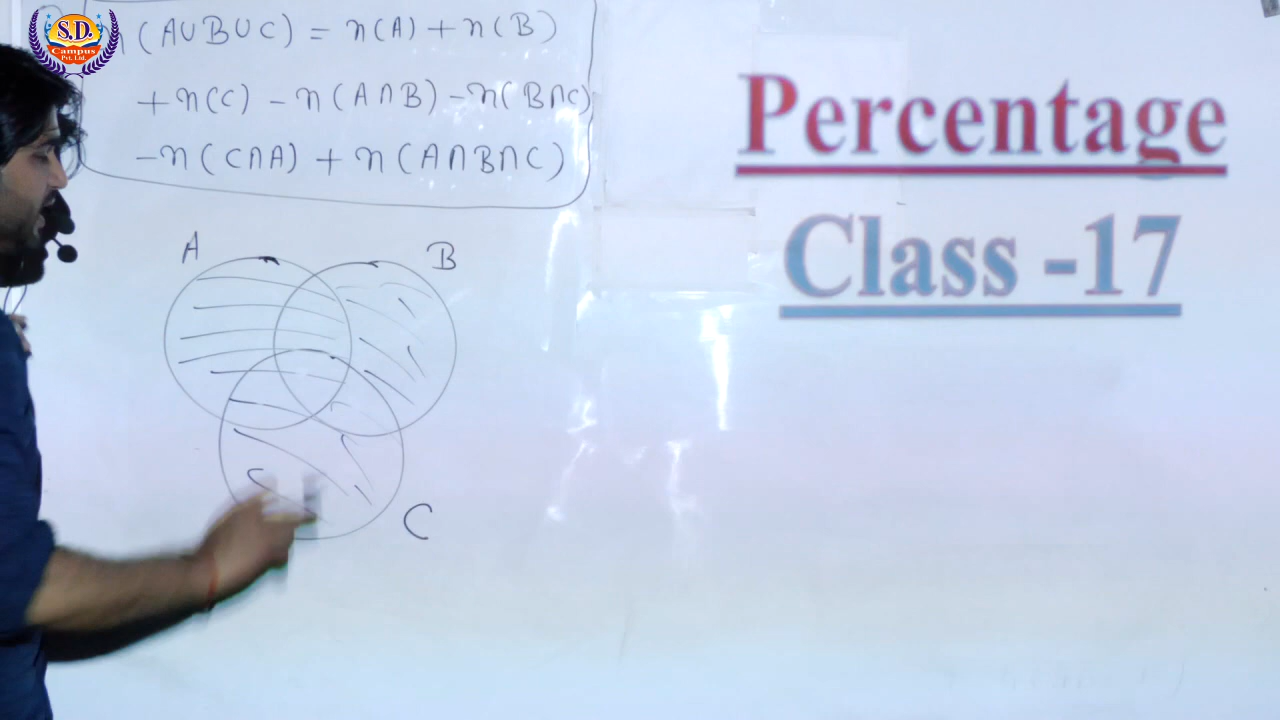 S.D.
Campus
Pvt. Ltd.
n(A∪B∪C) = n(A) + n(B)
+ n(C) - n(A∩B) - n(B∩C)
- n(C∩A) + n(A∩B∩C)
A
B
C
Percentage
Class -17